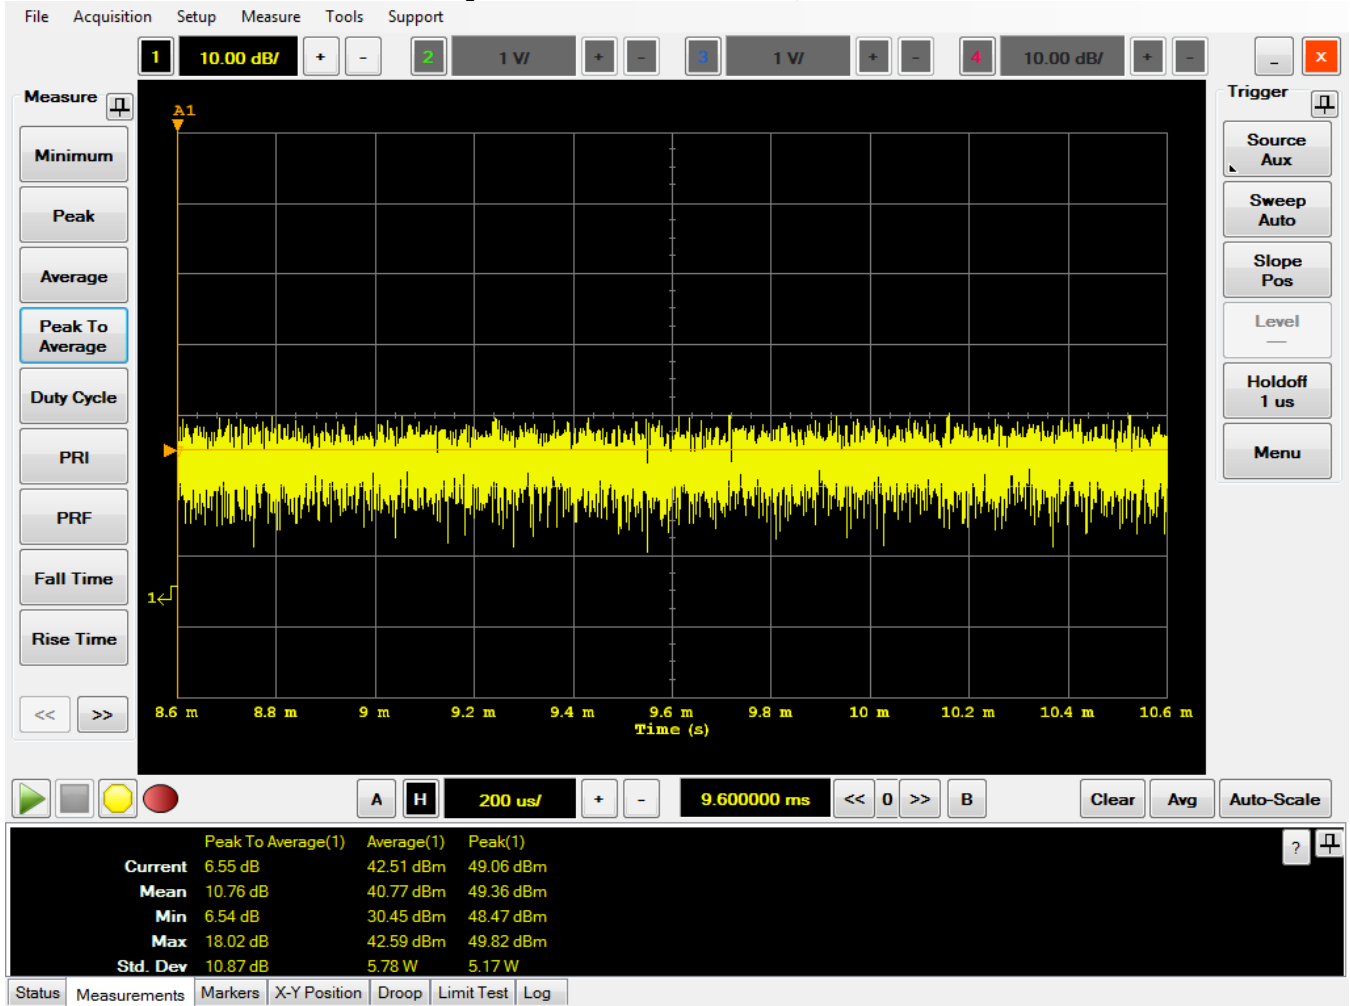 File Acquisition Setup Measure Tools Support
1 10.00 dB/ + - 2 1 V/ + - 3 1 V/ + - 4 10.00 dB/ + - _ X
Measure
Minimum
Peak
Average
Peak To
Average
Duty Cycle
PRI
PRF
Fall Time
Rise Time
<< >>
A1
1
8.6 m 8.8 m 9 m 9.2 m 9.4 m 9.6 m 9.8 m 10 m 10.2 m 10.4 m 10.6 m
Time (s)
Trigger
Source
Aux
Sweep
Auto
Slope
Pos
Level
—
Holdoff
1 us
Menu
A H 200 us/ + - 9.600000 ms << 0 >> B Clear Avg Auto-Scale
Peak To Average(1) Average(1) Peak(1)
Current 6.55 dB 42.51 dBm 49.06 dBm
Mean 10.76 dB 40.77 dBm 49.36 dBm
Min 6.54 dB 30.45 dBm 48.47 dBm
Max 18.02 dB 42.59 dBm 49.82 dBm
Std. Dev 10.87 dB 5.78 W 5.17 W
?
Status Measurements Markers X-Y Position Droop Limit Test Log